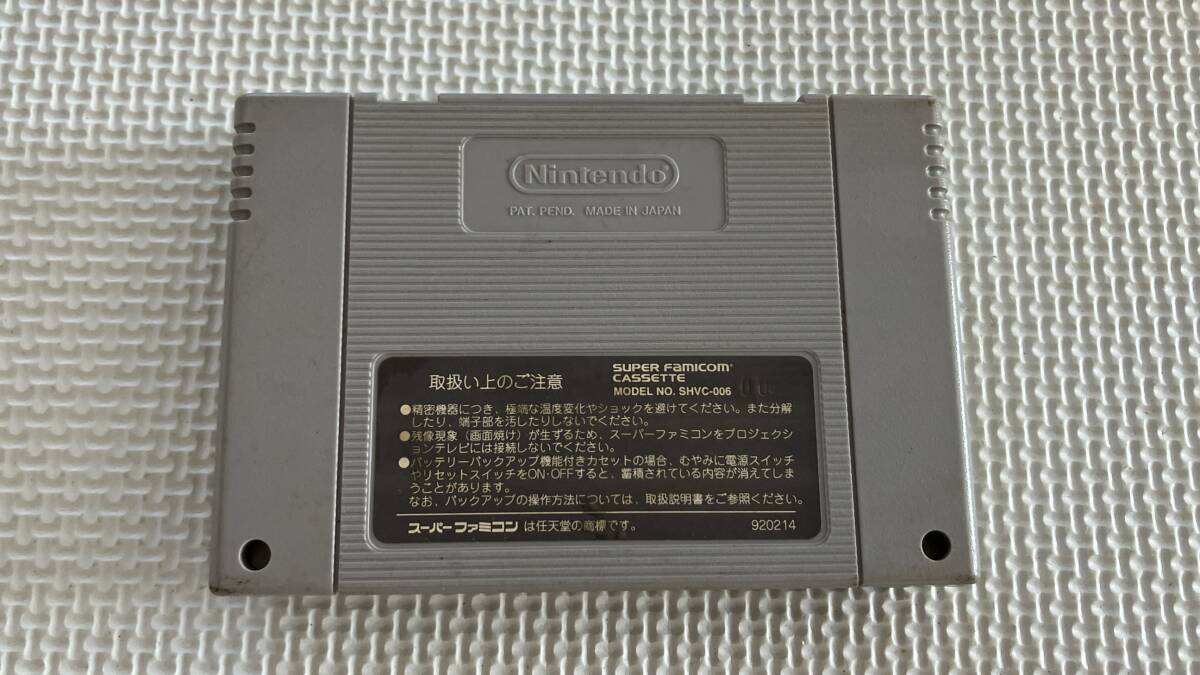 Nintendo®
PAT. PEND. MADE IN JAPAN
取扱い上のご注意
SUPER FAMICOM®
CASSETTE
MODEL NO. SHVC-006
●精密機器につき、極端な温度変化やショックを避けてください。また分解
したり、端子部を汚したりしないでください。
●残像現象（画面焼け）が生ずるため、スーパーファミコンをプロジェクシ
ョンテレビには接続しないでください。
●バッテリーバックアップ機能付きカセットの場合、むやみに電源スイッチ
やリセットスイッチをON･OFFすると、蓄積されている内容が消えてしま
うことがあります。
なお、バックアップの操作方法については、取扱説明書をご参照ください。
スーパーファミコン は任天堂の商標です。
920214